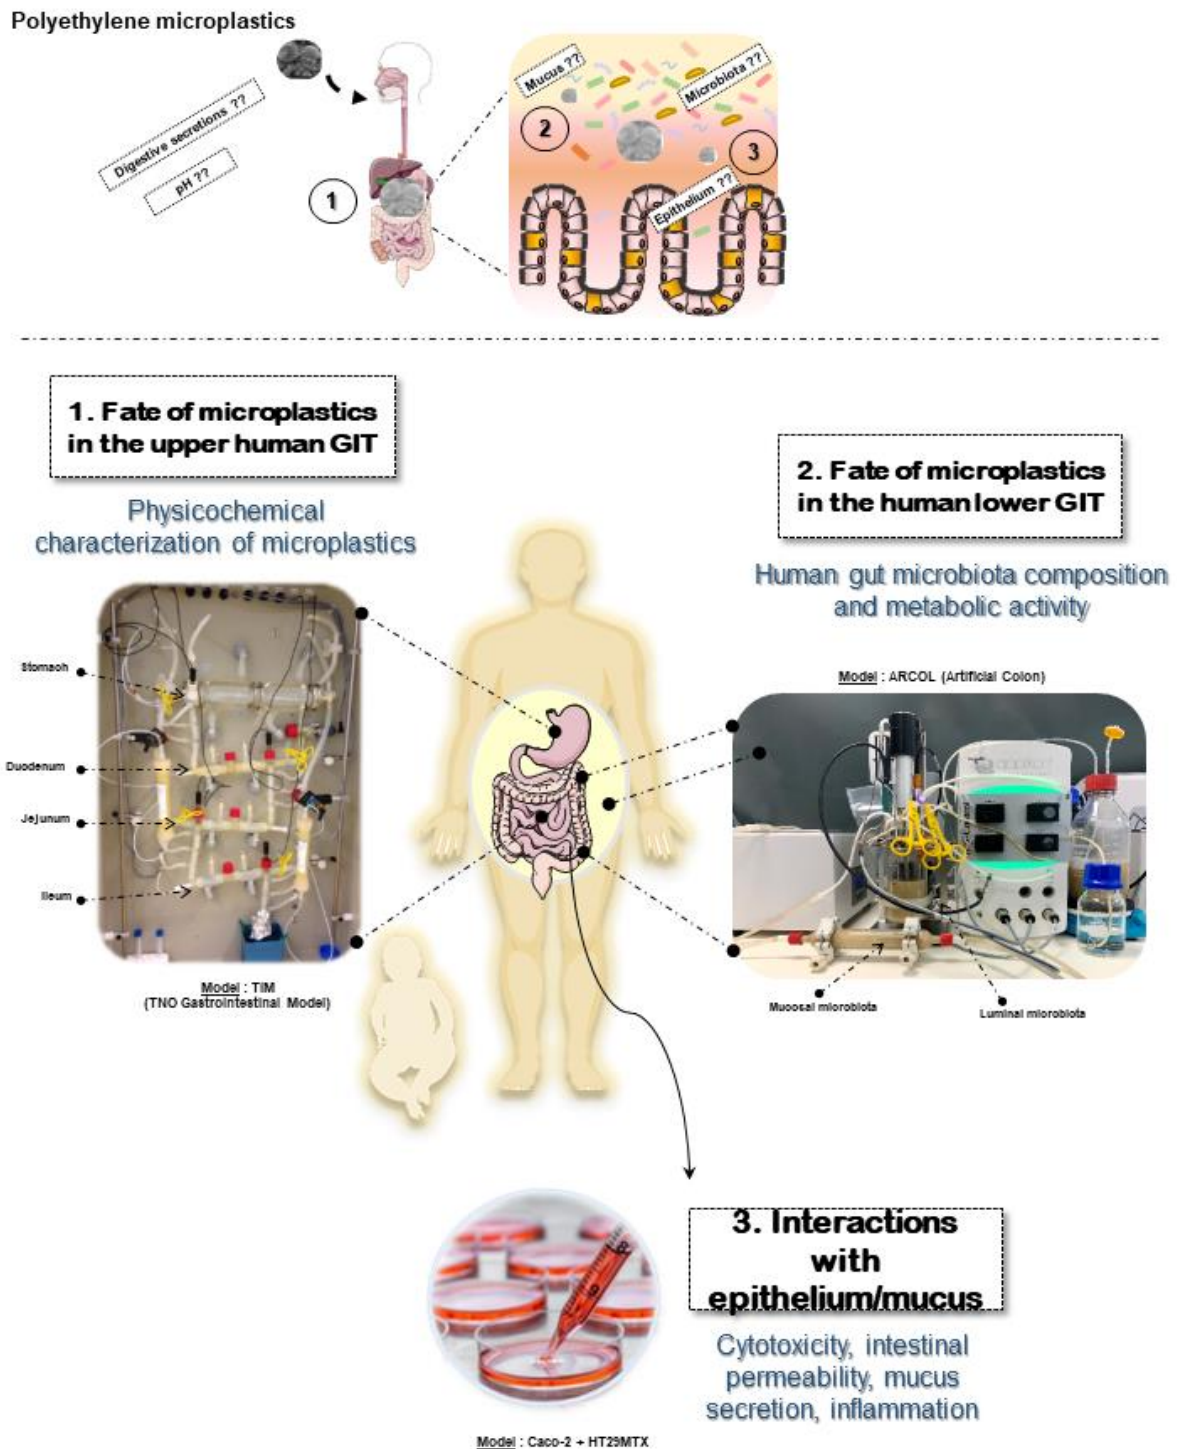 Polyethylene microplastics
Digestive secretions ??
pH ??
1
Mucus ??
Microbiota ??
2
3
Epithelium ??
1. Fate of microplastics
in the upper human GIT
Physicochemical
characterization of microplastics
Stomach
Duodenum
Jejunum
Ileum
Model : TIM
(TNO Gastrointestinal Model)
2. Fate of microplastics
in the human lower GIT
Human gut microbiota composition
and metabolic activity
Model : ARCOL (Artificial Colon)
Mucosal microbiota
Luminal microbiota
3. Interactions
with
epithelium/mucus
Cytotoxicity, intestinal
permeability, mucus
secretion, inflammation
Model : Caco-2 + HT29MTX